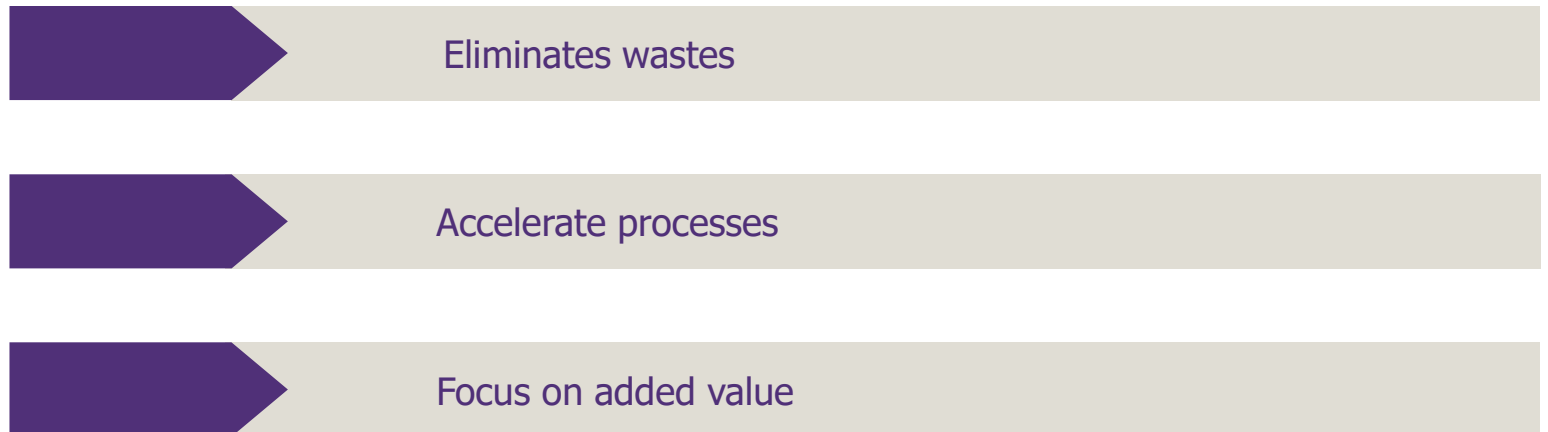 Eliminates wastes
Accelerate processes
Focus on added value